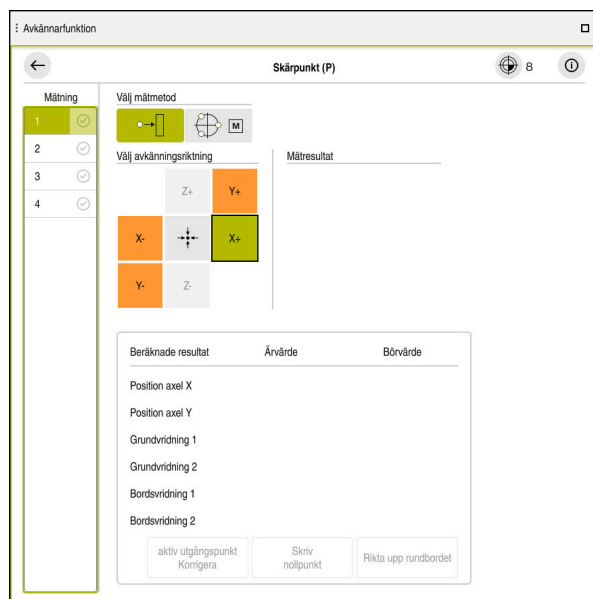 Avkännarfunktion
Skärpunkt (P)
8
Mätning
1
2
3
4
Välj mätmetod
M
Välj avkänningsriktning
Mätresultat
Z+
Y+
X-
X+
Y-
Z-
Beräknade resultat Ärvärde Börvärde
Position axel X
Position axel Y
Grundvridning 1
Grundvridning 2
Bordsvridning 1
Bordsvridning 2
aktiv utgångspunkt
Korrigera
Skriv
nollpunkt
Rikta upp rundbordet